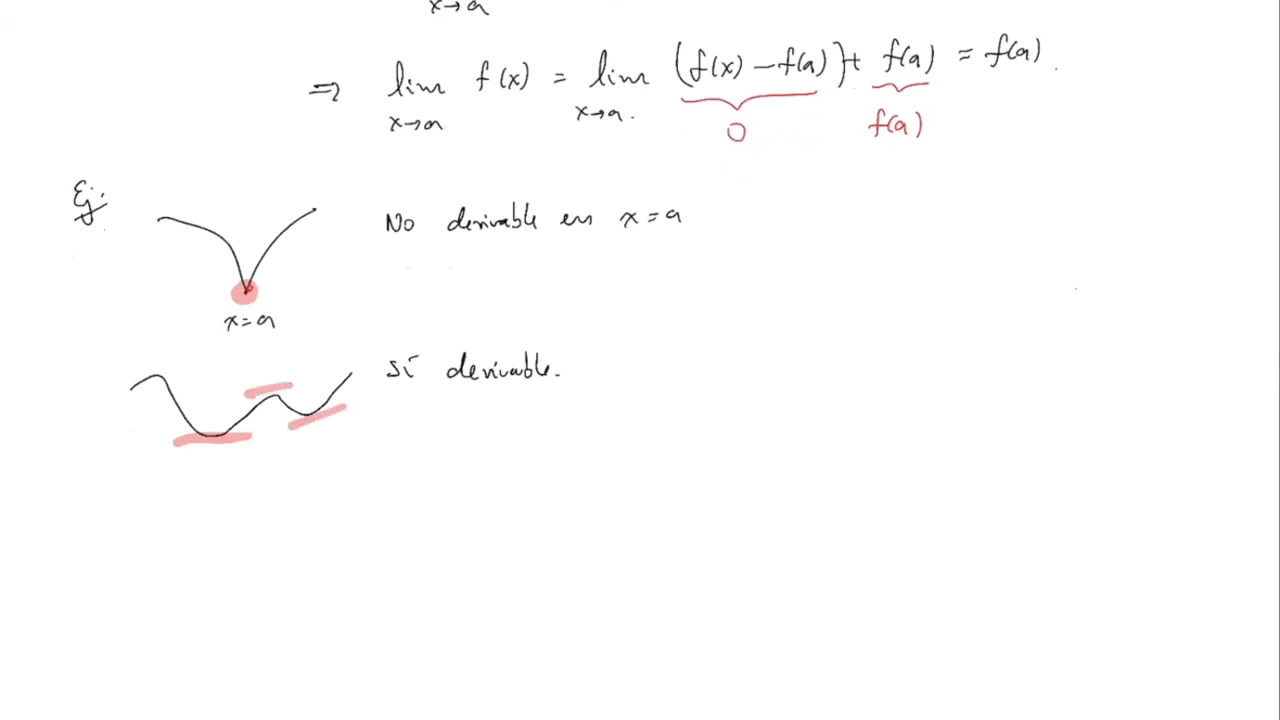 x→a
⇒ lim f(x) = lim (f(x) - f(a)) + f(a) = f(a).
x→a x→a.
0 f(a)
Ej:
No derivable en x=a
x=a
Sí derivable.